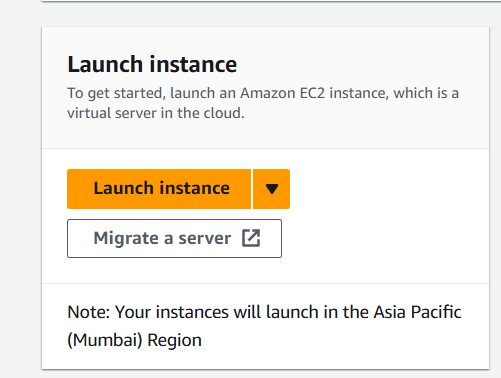 Launch instance
To get started, launch an Amazon EC2 instance, which is a
virtual server in the cloud.
Launch instance
Migrate a server
Note: Your instances will launch in the Asia Pacific
(Mumbai) Region